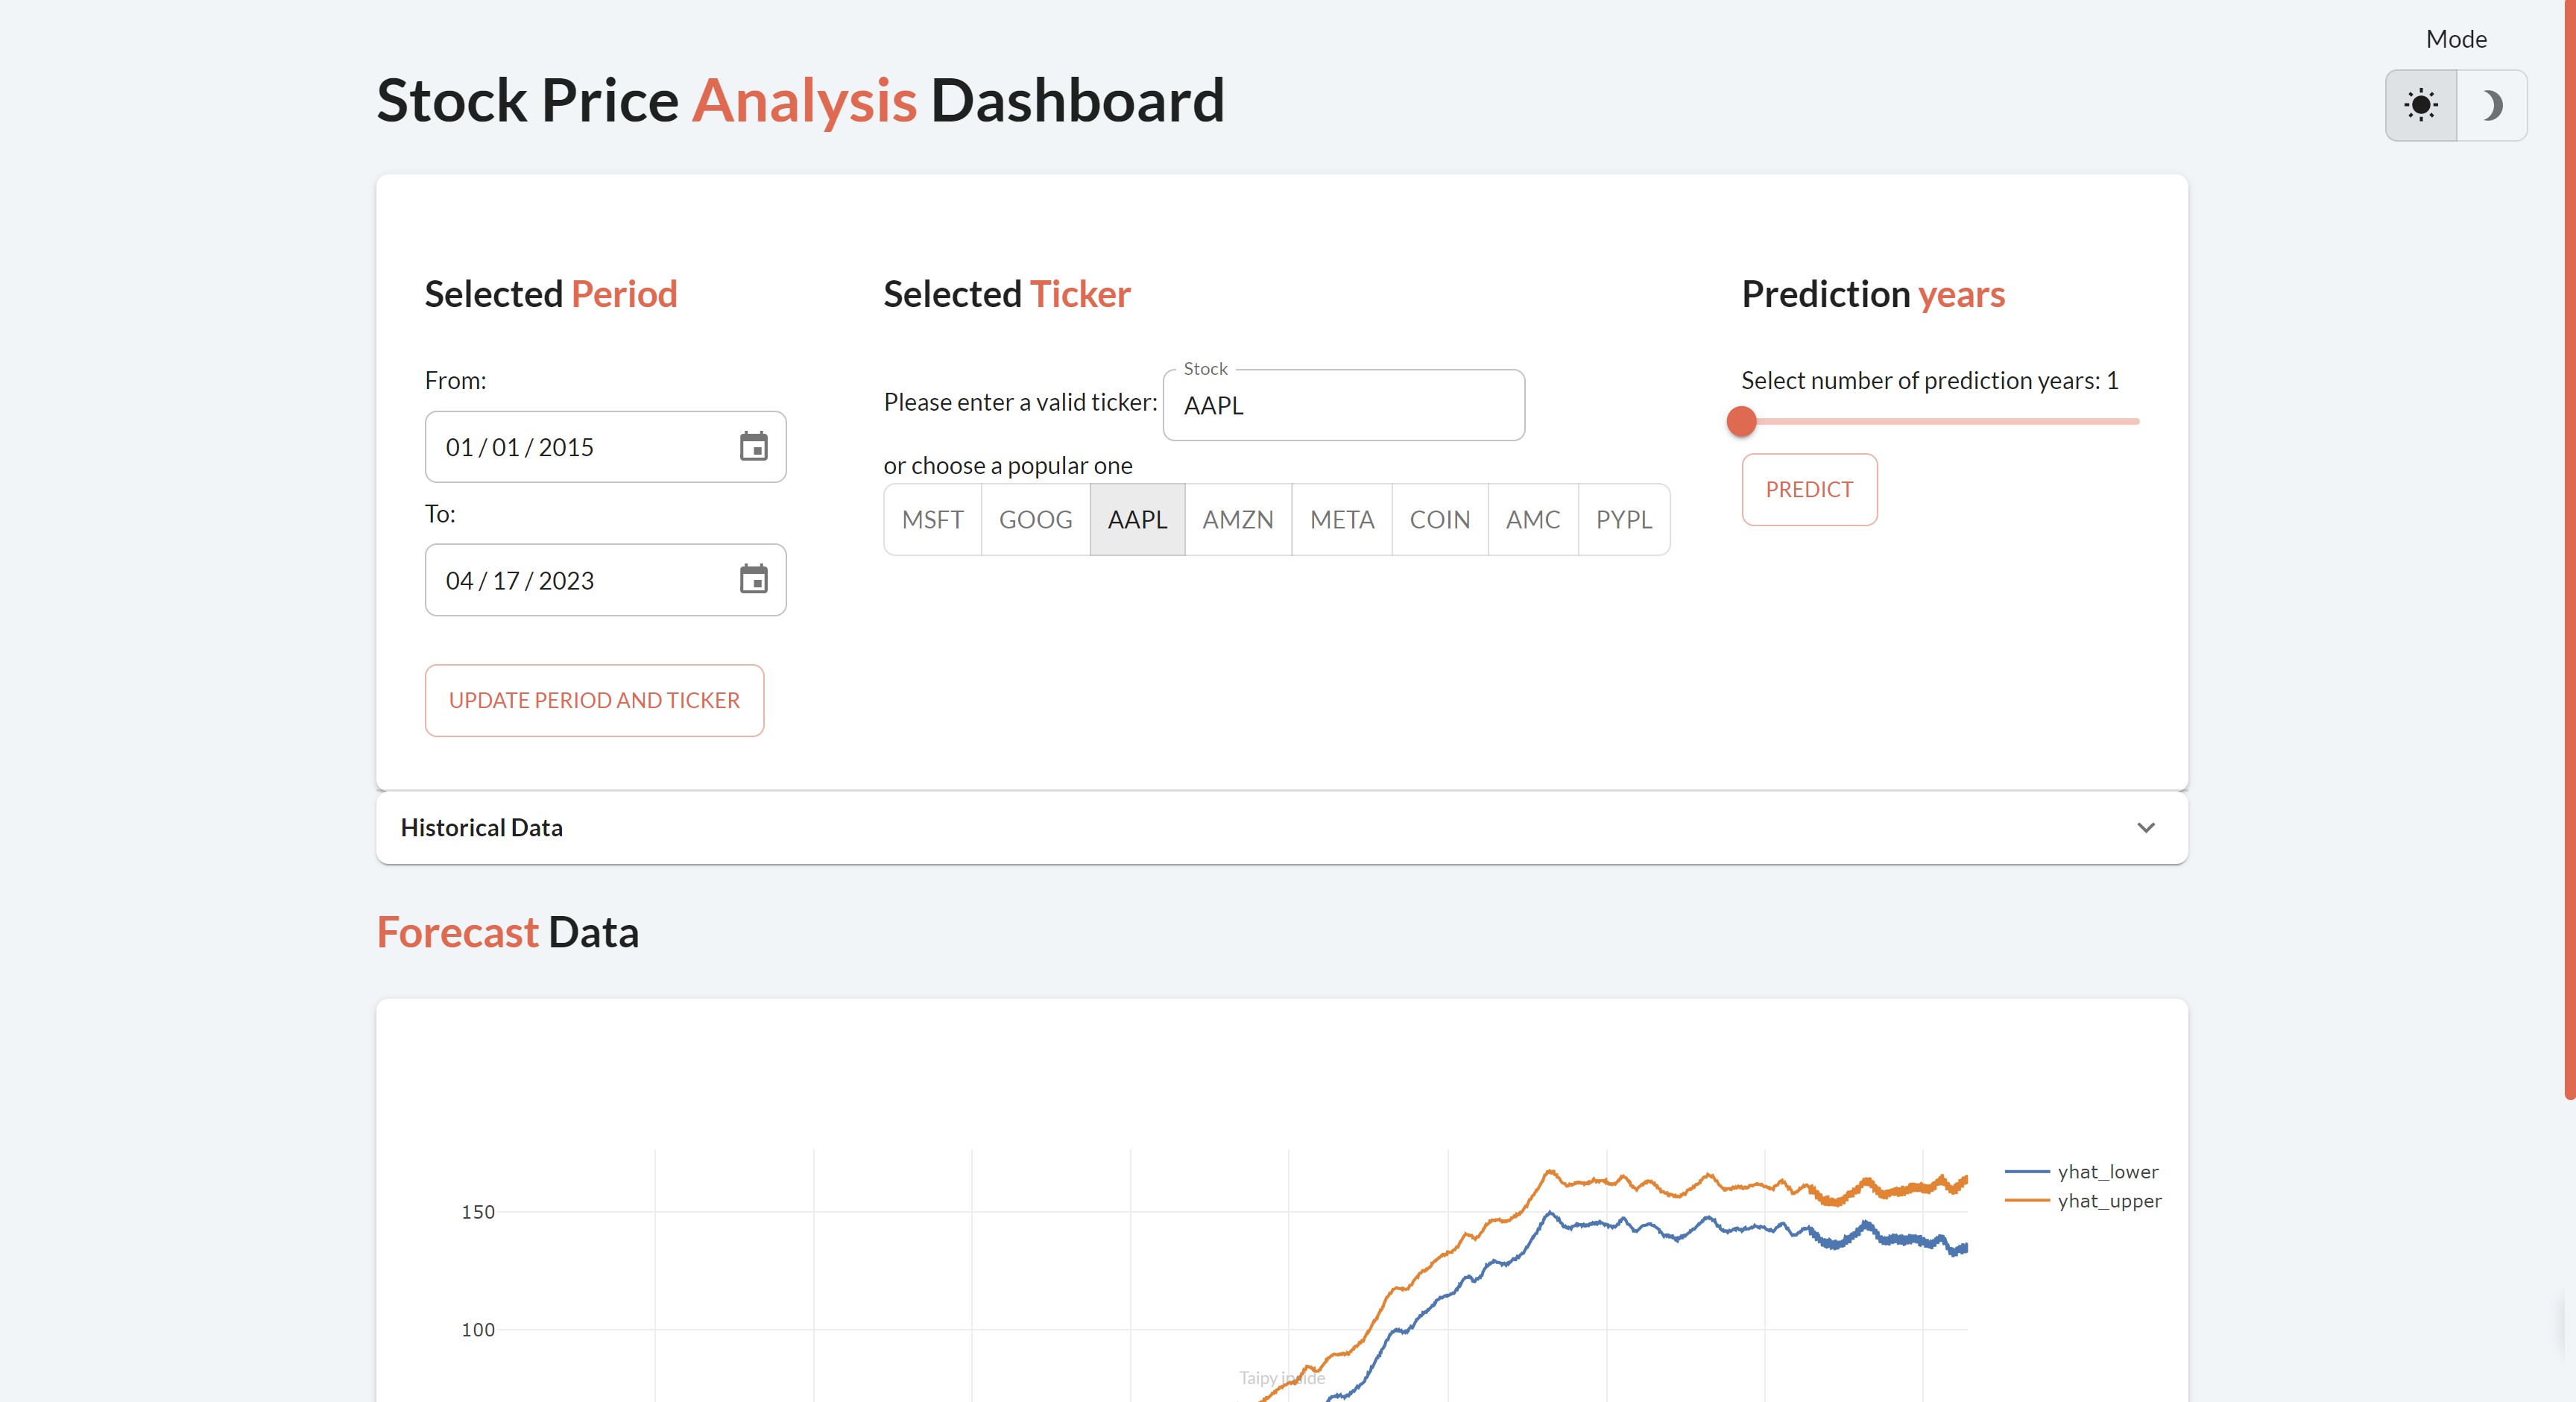 Mode
Stock Price Analysis Dashboard
Selected Period
From:
01 / 01 / 2015
To:
04 / 17 / 2023
UPDATE PERIOD AND TICKER
Selected Ticker
Stock
Please enter a valid ticker: AAPL
or choose a popular one
MSFT GOOG AAPL AMZN META COIN AMC PYPL
Prediction years
Select number of prediction years: 1
PREDICT
Historical Data
Forecast Data
yhat_lower
yhat_upper
150
100
Taipy inside